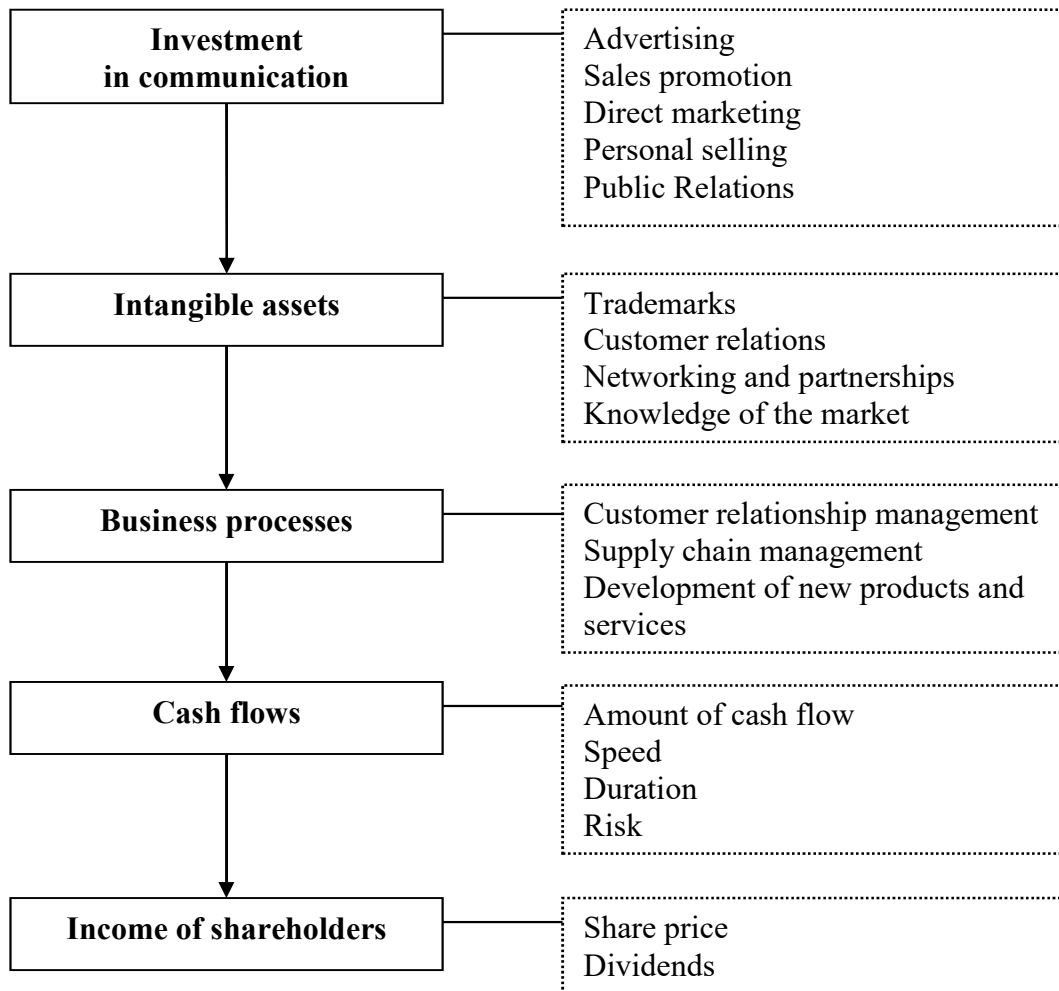 Investment
in communication
Advertising
Sales promotion
Direct marketing
Personal selling
Public Relations
Intangible assets
Trademarks
Customer relations
Networking and partnerships
Knowledge of the market
Business processes
Customer relationship management
Supply chain management
Development of new products and
services
Cash flows
Amount of cash flow
Speed
Duration
Risk
Income of shareholders
Share price
Dividends